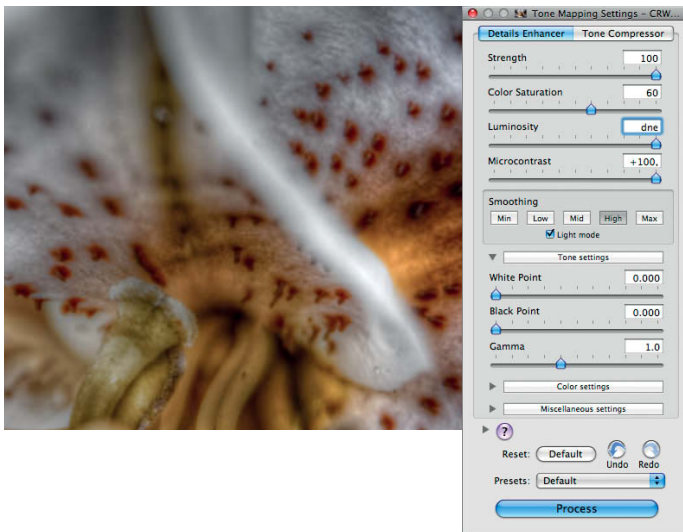 Tone Mapping Settings – CRW...
Details Enhancer Tone Compressor
Strength 100
Color Saturation 60
Luminosity dne
Microcontrast +100.
Smoothing
Min Low Mid High Max
Light mode
Tone settings
White Point 0.000
Black Point 0.000
Gamma 1.0
Color settings
Miscellaneous settings
?
Reset: Default Undo Redo
Presets: Default
Process